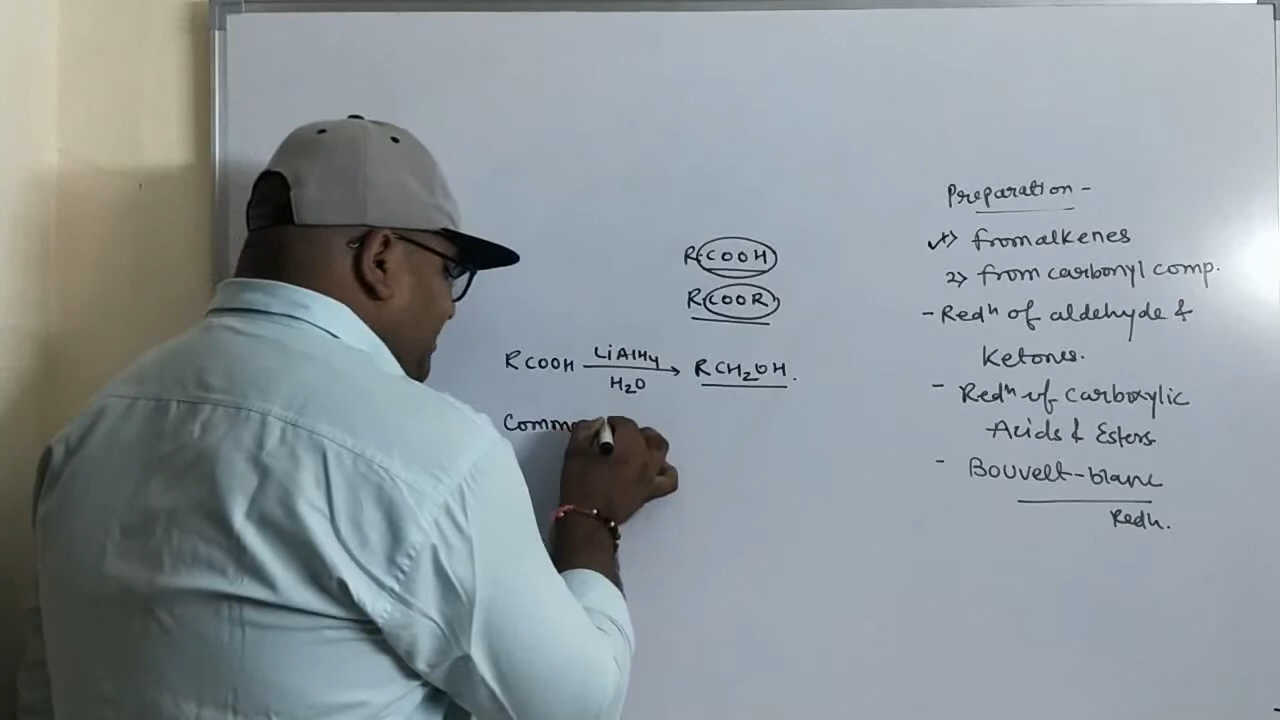 RCOOH
RCOOR
RCOOH LiAlH4 H2O → RCH2OH.
Comm
Preparation -
1> from alkenes
2> from carbonyl comp.
- Redn of aldehyde &
Ketones.
- Redn of carboxylic
Acids & Esters
- Bouvelt-blanc
Redn.